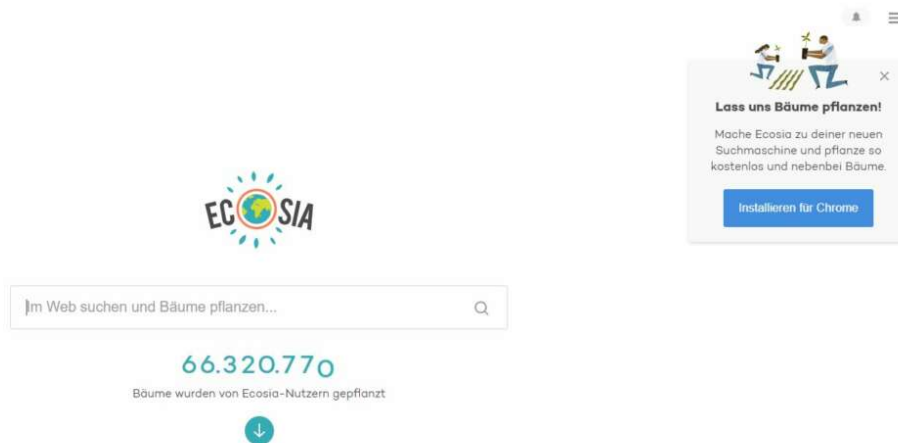 Lass uns Bäume pflanzen!
Mache Ecosia zu deiner neuen
Suchmaschine und pflanze so
kostenlos und nebenbei Bäume.
Installieren für Chrome
ECOSIA
Im Web suchen und Bäume pflanzen...
66.320.770
Bäume wurden von Ecosia-Nutzern gepflanzt